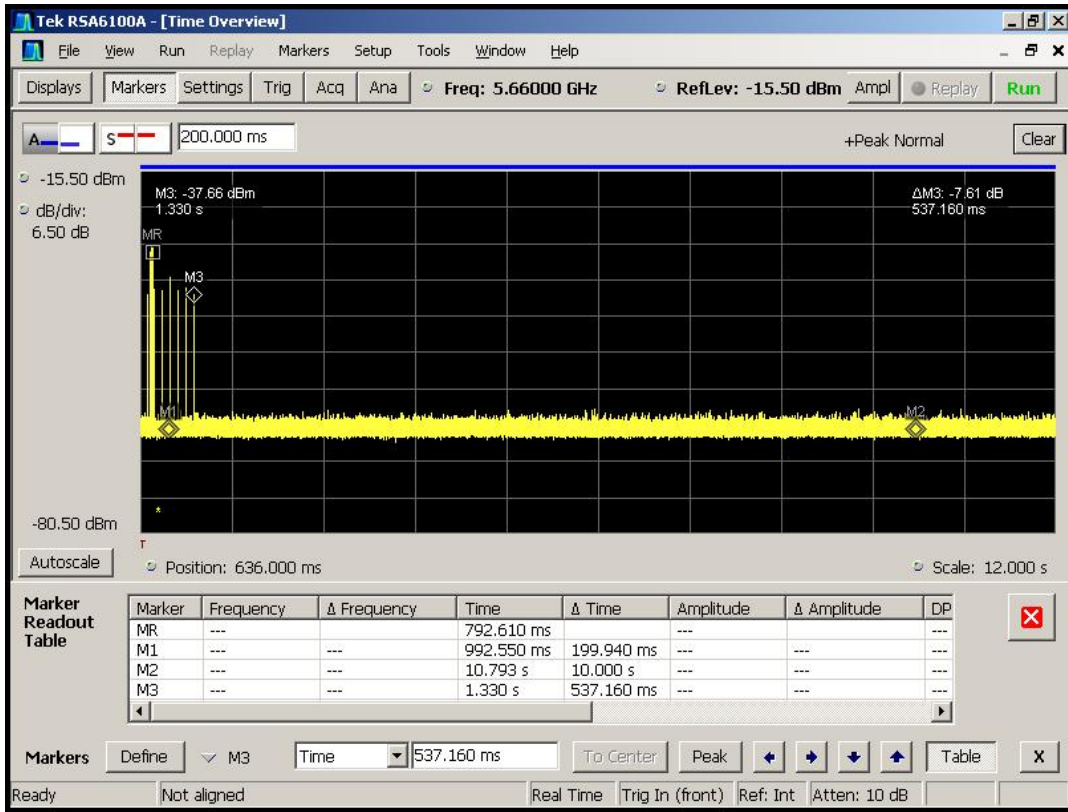 Tek RSA6100A - [Time Overview]
File View Run Replay Markers Setup Tools Window Help
Displays Markers Settings Trig Acq Ana Freq: 5.66000 GHz RefLev: -15.50 dBm Ampl Replay Run
A S 200.000 ms +Peak Normal Clear
-15.50 dBm
dB/div:
6.50 dB
M3: -37.66 dBm
1.330 s
ΔM3: -7.61 dB
537.160 ms
MR
M3
M1
M2
-80.50 dBm
T
Autoscale Position: 636.000 ms Scale: 12.000 s
Marker Readout Table
Marker Frequency Δ Frequency Time Δ Time Amplitude Δ Amplitude DP
MR --- 792.610 ms --- ---
M1 --- --- 992.550 ms 199.940 ms --- --- ---
M2 --- --- 10.793 s 10.000 s --- --- ---
M3 --- --- 1.330 s 537.160 ms --- --- ---
Markers Define M3 Time 537.160 ms To Center Peak Table X
Ready Not aligned Real Time Trig In (front) Ref: Int Atten: 10 dB